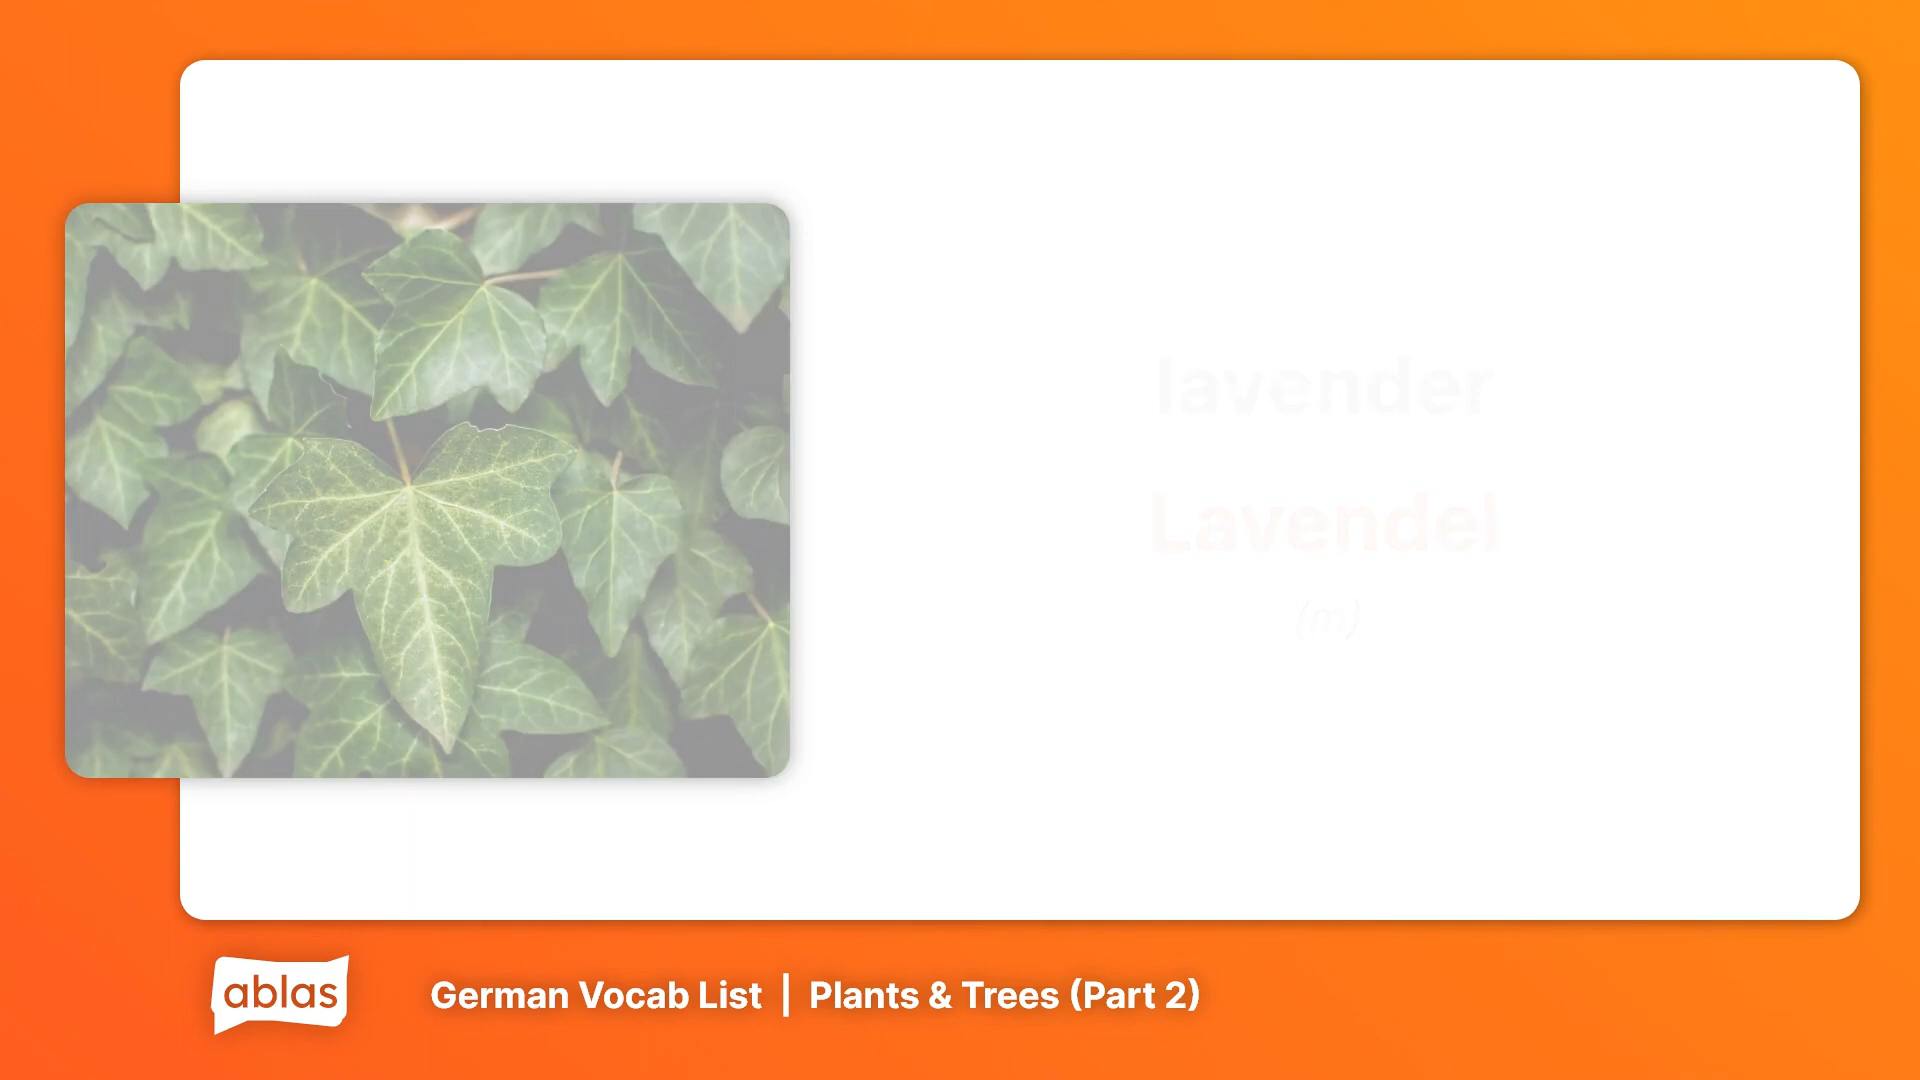 lavender
Lavendel
(m)
ablas
German Vocab List | Plants & Trees (Part 2)